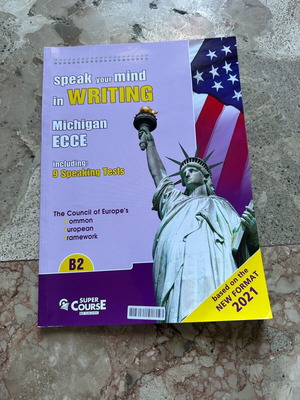 speak your mind
in WRITING
Michigan
ECCE
including:
9 Speaking Tests
The Council of Europe's
Common
European
Framework
B2
based on the
NEW FORMAT
2021
SUPER
COURSE